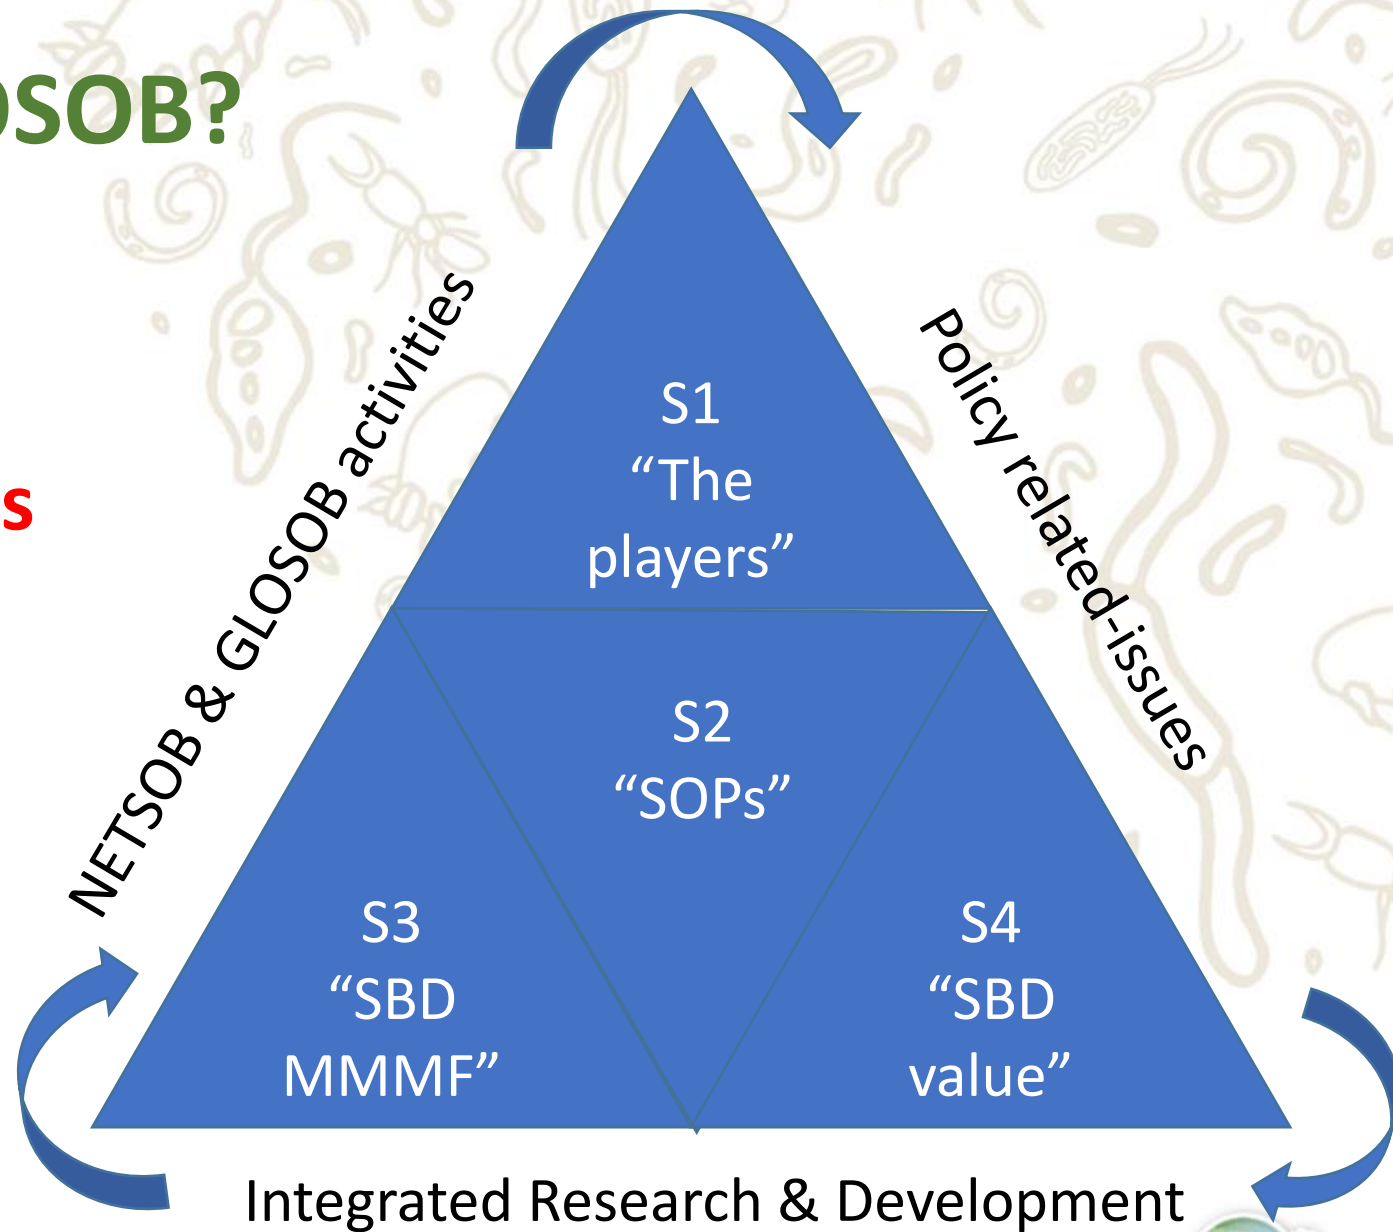 OSOB?
s
NETSOB & GLOSOB activities
Policy related-issues
S1
“The
players”
S2
“SOPs”
S3
“SBD
MMMF”
S4
“SBD
value”
Integrated Research & Development